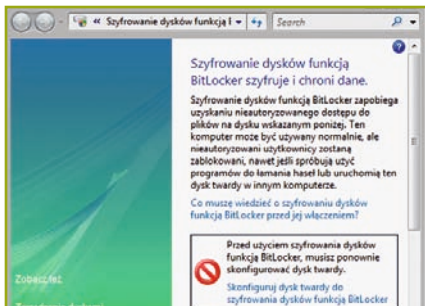 « Szyfrowanie dysków funkcją
Search
Szyfrowanie dysków funkcją
BitLocker szyfruje i chroni dane.
Szyfrowanie dysków funkcją BitLocker zapobiega
uzyskaniu nieautoryzowanego dostępu do
plików na dysku wskazanym poniżej. Ten
komputer może być używany normalnie, ale
nieautoryzowani użytkownicy zostaną
zablokowani, nawet jeśli spróbują użyć
programów do łamania haseł lub uruchomią ten
dysk twardy w innym komputerze.
Co muszę wiedzieć o szyfrowaniu dysków
funkcją BitLocker przed jej włączeniem?
Przed użyciem szyfrowania dysków
funkcją BitLocker, musisz ponownie
skonfigurować dysk twardy.
Skonfiguruj dysk twardy do
szyfrowania dysków funkcją BitLocker
Zobacz też